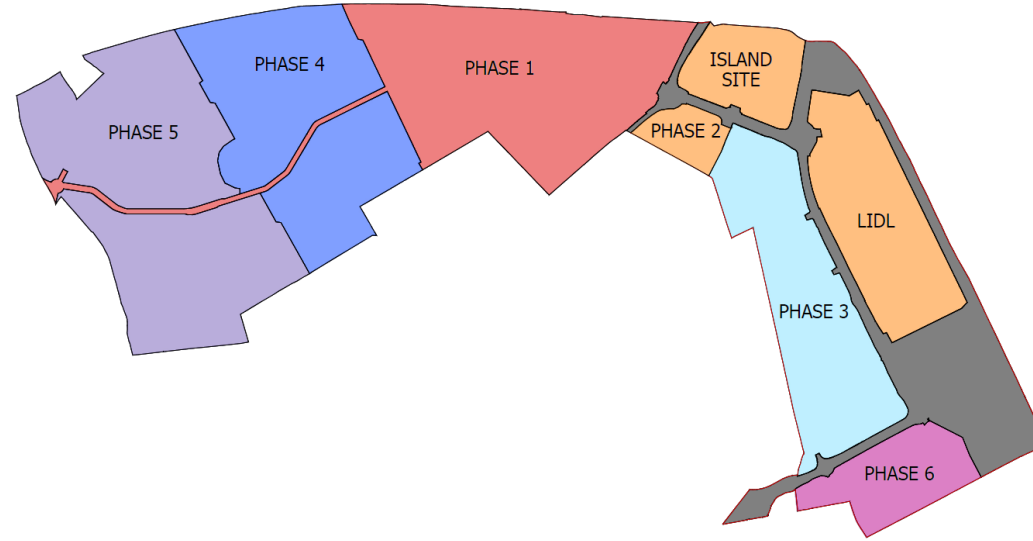 PHASE 5
PHASE 4
PHASE 1
ISLAND
SITE
PHASE 2
LIDL
PHASE 3
PHASE 6